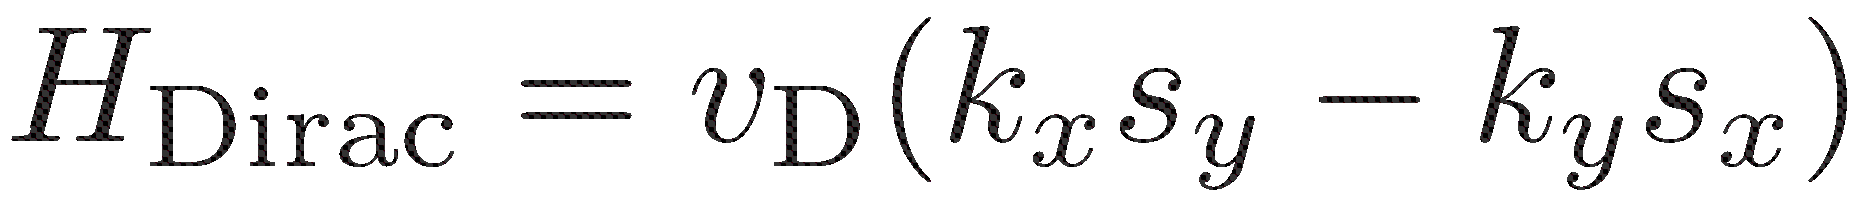 H_Dirac = v_D(k_x s_y − k_y s_x)